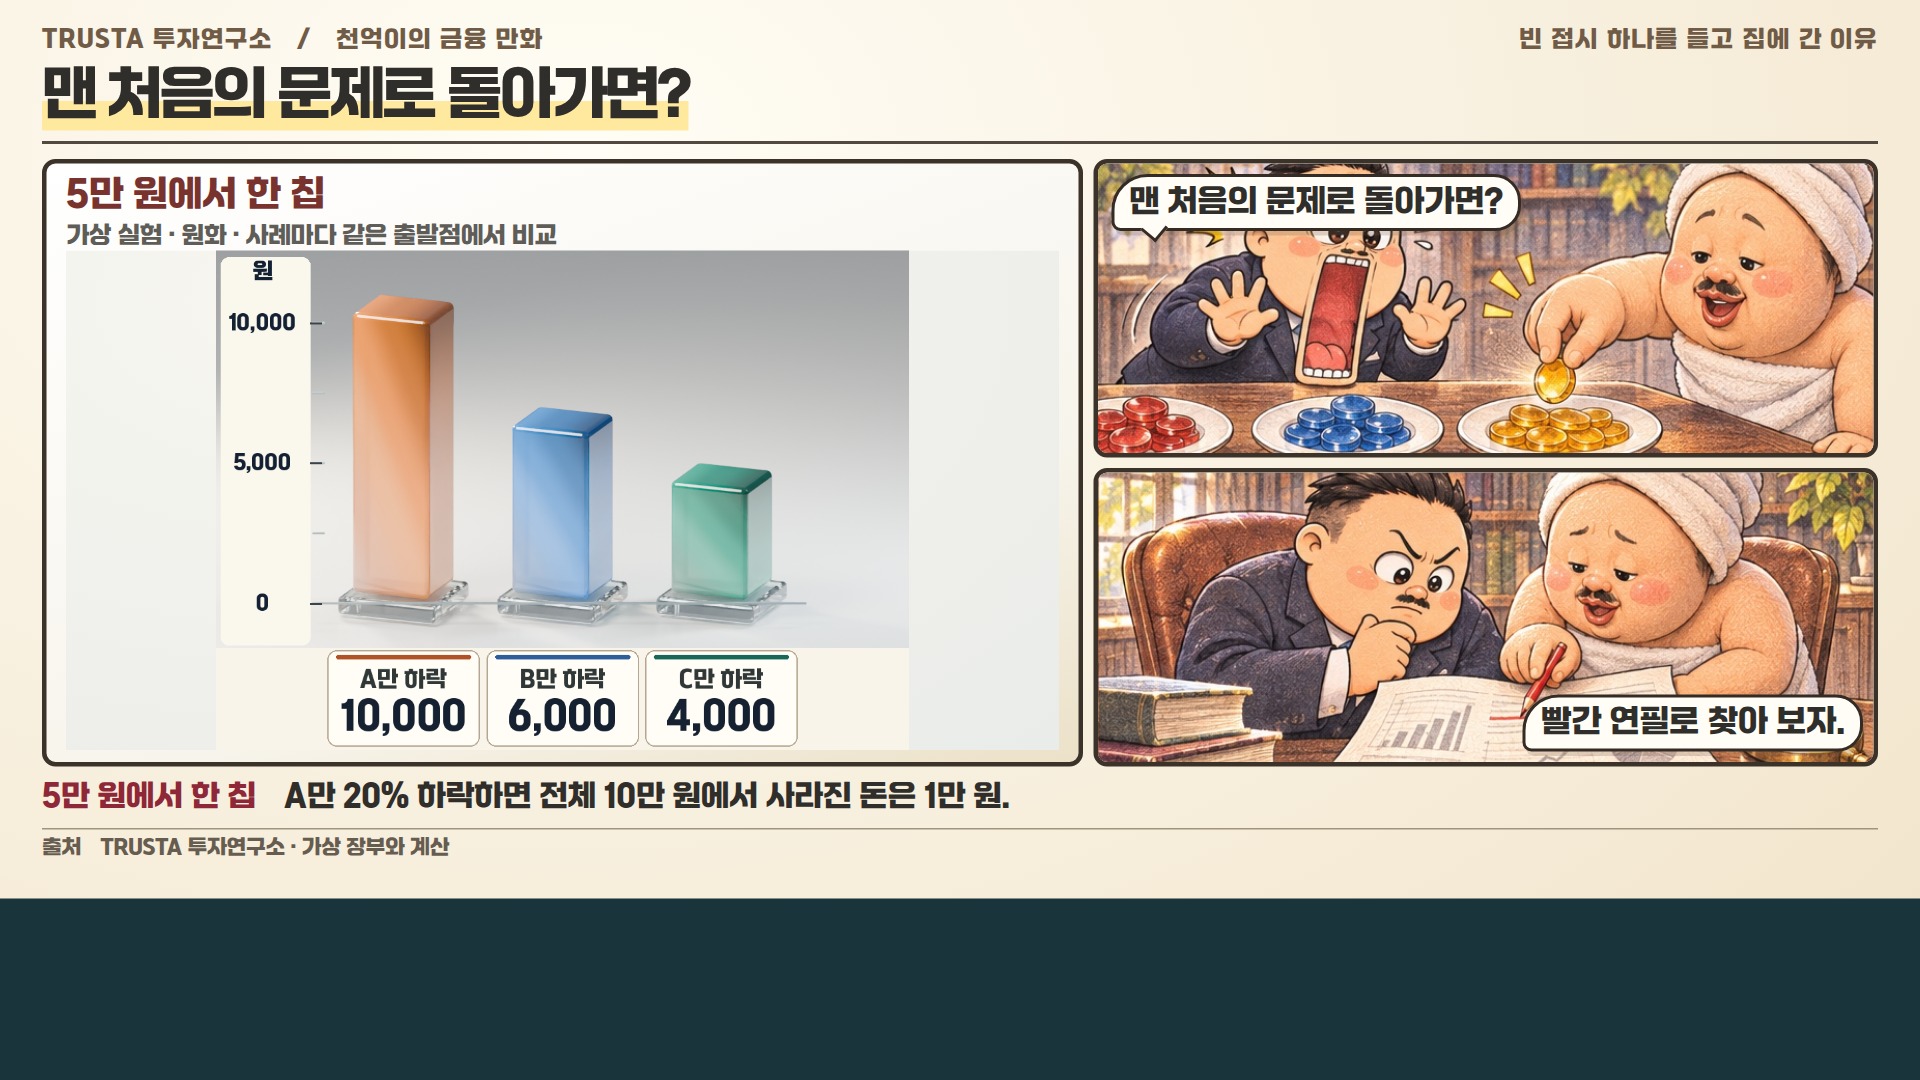 TRUSTA 투자연구소 / 천억이의 금융 만화
빈 접시 하나를 들고 집에 간 이유
맨 처음의 문제로 돌아가면?
5만 원에서 한 칩
가상 실험 · 원화 · 사례마다 같은 출발점에서 비교
원
10,000
5,000
0
A만 하락
10,000
B만 하락
6,000
C만 하락
4,000
맨 처음의 문제로 돌아가면?
빨간 연필로 찾아 보자.
5만 원에서 한 칩 A만 20% 하락하면 전체 10만 원에서 사라진 돈은 1만 원.
출처 TRUSTA 투자연구소 · 가상 장부와 계산